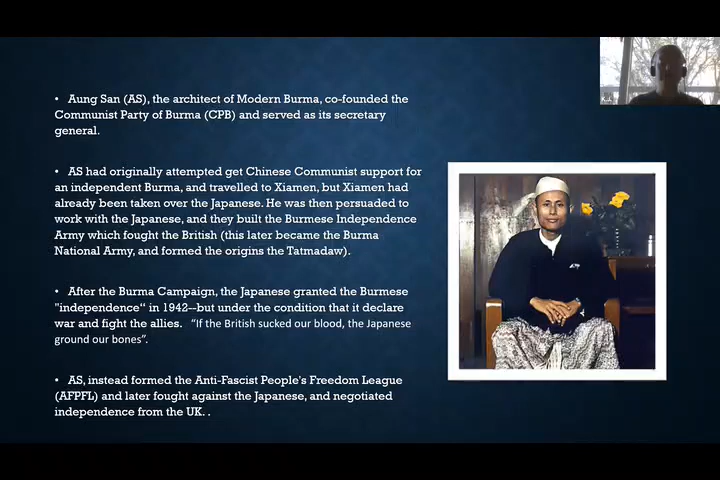 • Aung San (AS), the architect of Modern Burma, co-founded the
Communist Party of Burma (CPB) and served as its secretary
general.
• AS had originally attempted get Chinese Communist support for
an independent Burma, and travelled to Xiamen, but Xiamen had
already been taken over the Japanese. He was then persuaded to
work with the Japanese, and they built the Burmese Independence
Army which fought the British (this later became the Burma
National Army, and formed the origins the Tatmadaw).
• After the Burma Campaign, the Japanese granted the Burmese
"independence“ in 1942--but under the condition that it declare
war and fight the allies. “If the British sucked our blood, the Japanese
ground our bones”.
• AS, instead formed the Anti-Fascist People's Freedom League
(AFPFL) and later fought against the Japanese, and negotiated
independence from the UK. .